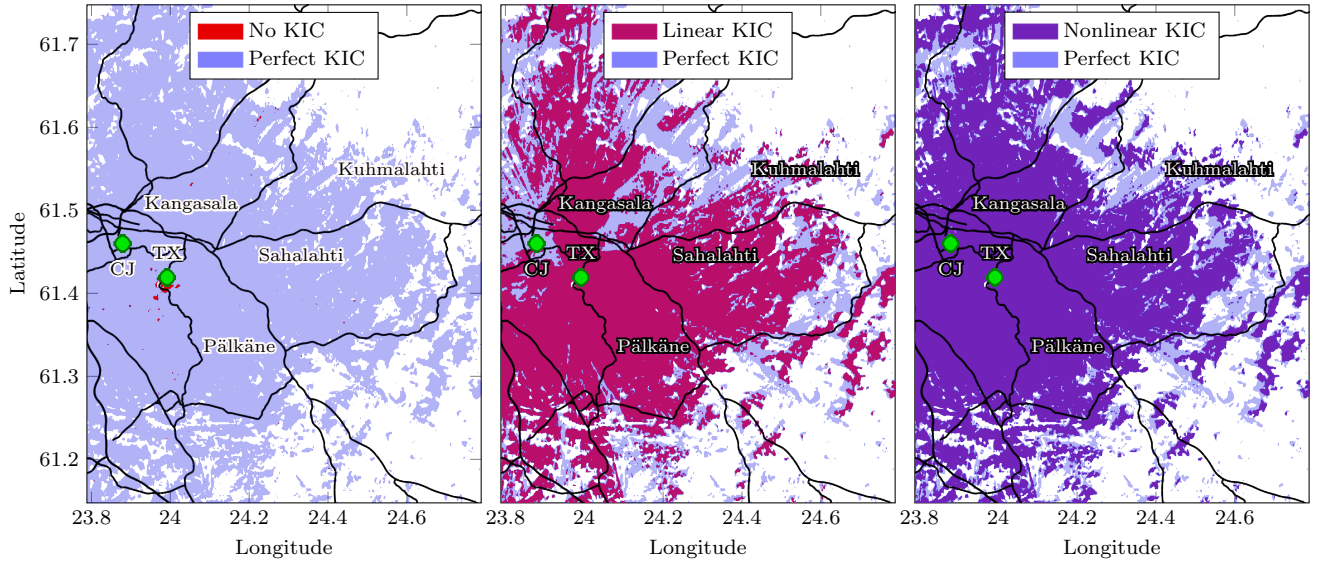 No KIC
Perfect KIC
Linear KIC
Perfect KIC
Nonlinear KIC
Perfect KIC
61.7
61.6
61.5
61.4
61.3
61.2
Latitude
Kuhmalahti
Kangasala
Sahalahti
TX
CJ
Pälkäne
Kuhmalahti
Kangasala
Sahalahti
TX
CJ
Pälkäne
Kuhmalahti
Kangasala
Sahalahti
TX
CJ
Pälkäne
23.8 24 24.2 24.4 24.6
23.8 24 24.2 24.4 24.6
23.8 24 24.2 24.4 24.6
Longitude
Longitude
Longitude